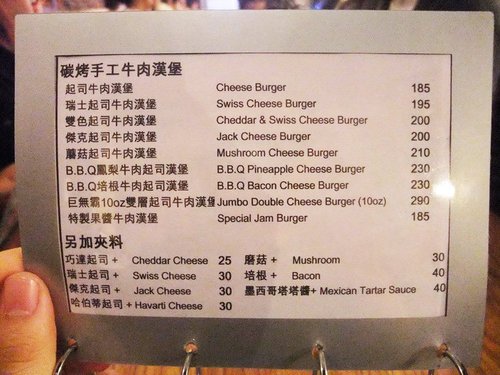 碳烤手工牛肉漢堡
起司牛肉漢堡 Cheese Burger 185
瑞士起司牛肉漢堡 Swiss Cheese Burger 195
雙色起司牛肉漢堡 Cheddar & Swiss Cheese Burger 200
傑克起司牛肉漢堡 Jack Cheese Burger 200
蘑菇起司牛肉漢堡 Mushroom Cheese Burger 210
B.B.Q鳳梨牛肉起司漢堡 B.B.Q Pineapple Cheese Burger 230
B.B.Q培根牛肉起司漢堡 B.B.Q Bacon Cheese Burger 230
巨無霸10oz雙層起司牛肉漢堡 Jumbo Double Cheese Burger (10oz) 290
特製果醬牛肉漢堡 Special Jam Burger 185
另加夾料
巧達起司 + Cheddar Cheese 25 蘑菇 + Mushroom 30
瑞士起司 + Swiss Cheese 30 培根 + Bacon 40
傑克起司 + Jack Cheese 30 墨西哥塔塔醬+ Mexican Tartar Sauce 40
哈伯蒂起司 + Havarti Cheese 30